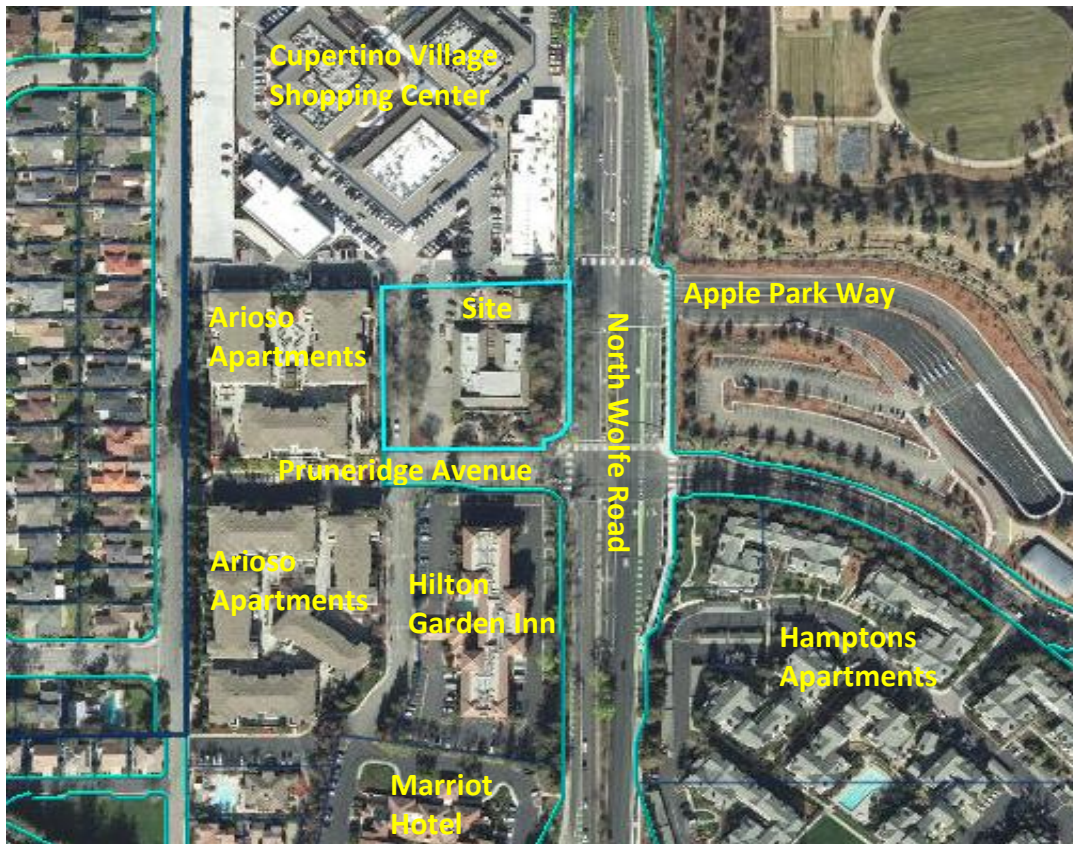 Cupertino Village
Shopping Center
Site
Apple Park Way
Arioso
Apartments
North Wolfe Road
Pruneridge Avenue
Arioso
Apartments
Hilton
Garden Inn
Hamptons
Apartments
Marriot
Hotel